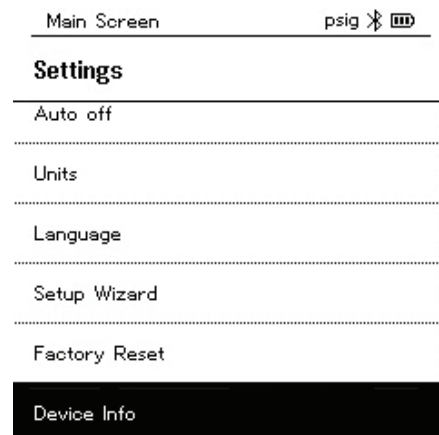 Main Screen psig
Settings
Auto off
Units
Language
Setup Wizard
Factory Reset
Device Info